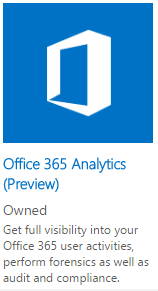 Office 365 Analytics
(Preview)
Owned
Get full visibility into your
Office 365 user activities,
perform forensics as well as
audit and compliance.